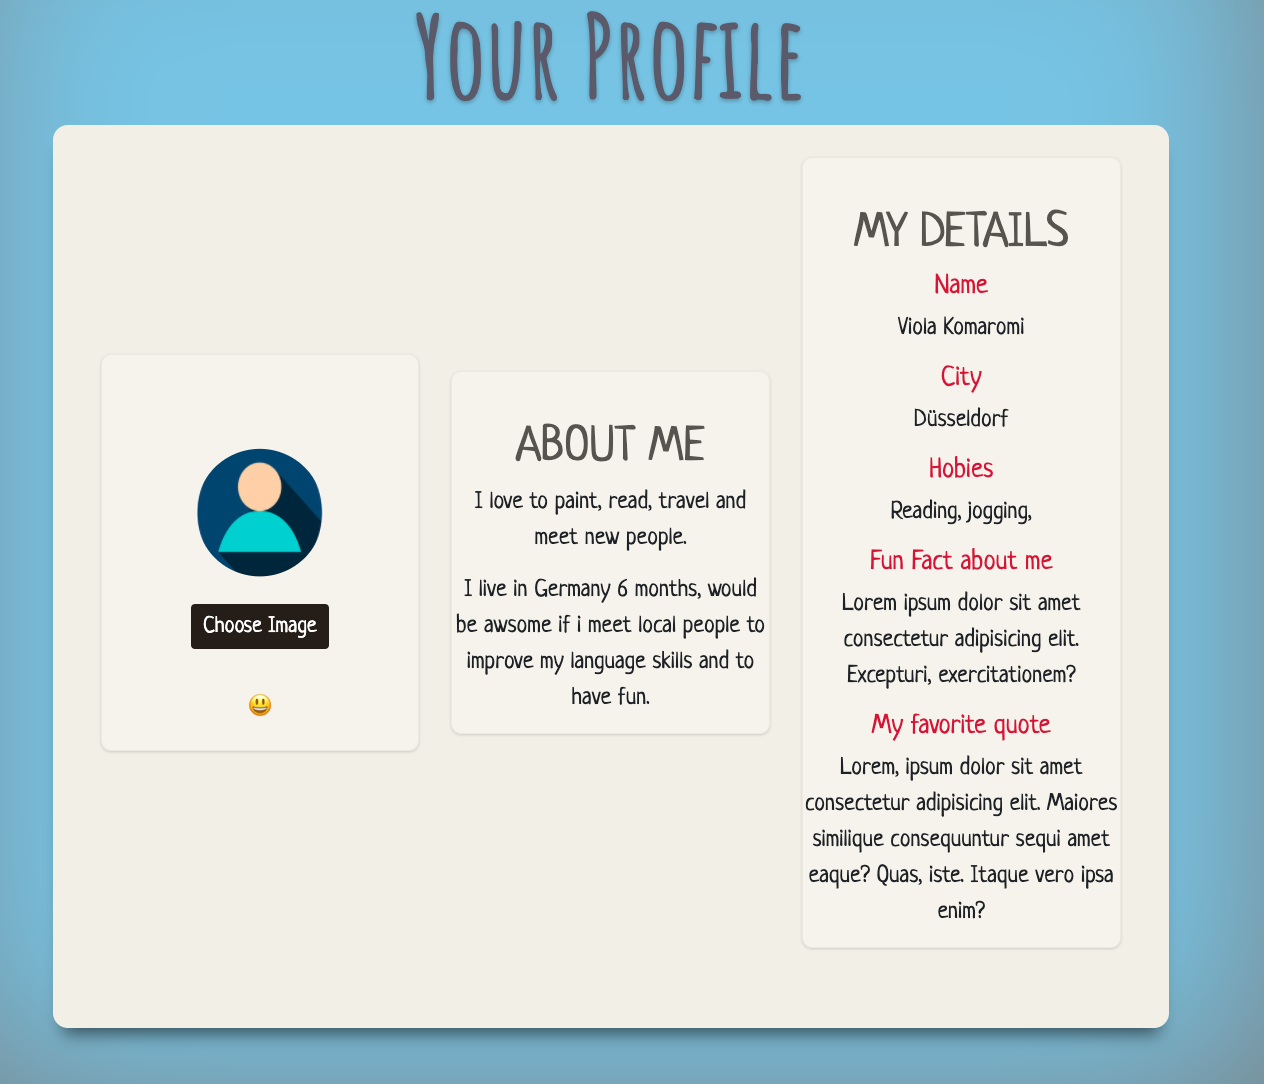 Your Profile
Choose Image
😃
ABOUT ME
I love to paint, read, travel and
meet new people.
I live in Germany 6 months, would
be awsome if i meet local people to
improve my language skills and to
have fun.
MY DETAILS
Name
Viola Komaromi
City
Düsseldorf
Hobies
Reading, jogging,
Fun Fact about me
Lorem ipsum dolor sit amet
consectetur adipisicing elit.
Excepturi, exercitationem?
My favorite quote
Lorem, ipsum dolor sit amet
consectetur adipisicing elit. Maiores
similique consequuntur sequi amet
eaque? Quas, iste. Itaque vero ipsa
enim?